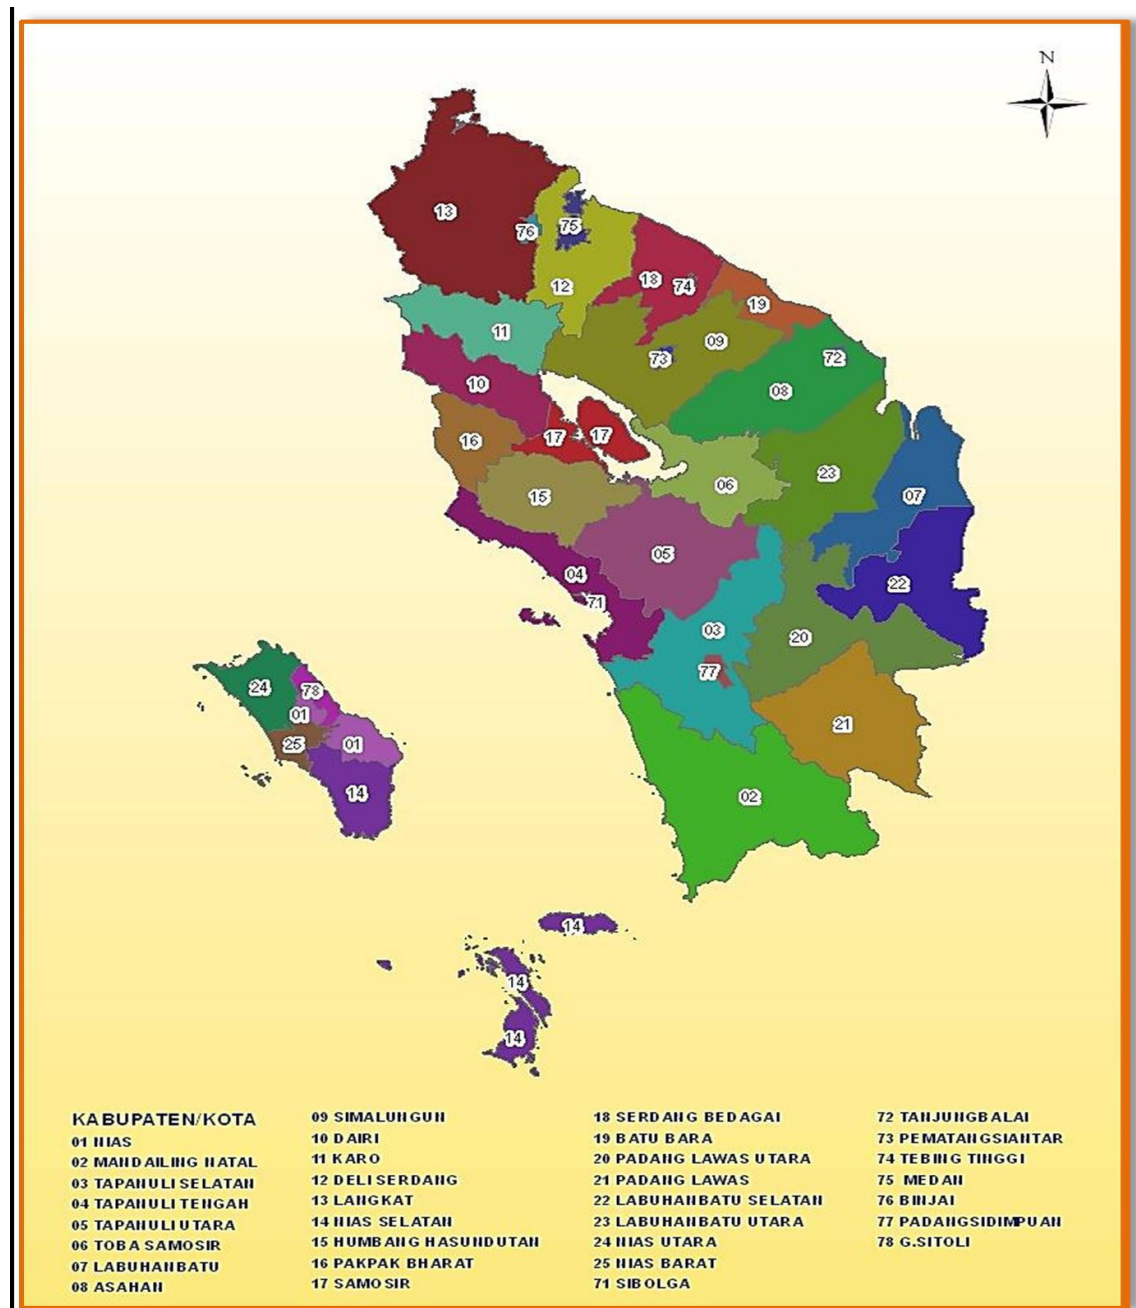 N
13
76
75
12
18
74
19
11
09
73
72
10
08
17
17
16
23
06
15
07
05
04
22
71
03
20
77
24
78
01
25
01
21
14
02
14
14
14
KABUPATEN/KOTA
01 NIAS
02 MANDAILING NATAL
03 TAPANULI SELATAN
04 TAPANULI TENGAH
05 TAPANULI UTARA
06 TOBA SAMOSIR
07 LABUHANBATU
08 ASAHAN
09 SIMALUNGUN
10 DAIRI
11 KARO
12 DELI SERDANG
13 LANGKAT
14 NIAS SELATAN
15 HUMBANG HASUNDUTAN
16 PAKPAK BHARAT
17 SAMOSIR
18 SERDANG BEDAGAI
19 BATU BARA
20 PADANG LAWAS UTARA
21 PADANG LAWAS
22 LABUHANBATU SELATAN
23 LABUHANBATU UTARA
24 NIAS UTARA
25 NIAS BARAT
71 SIBOLGA
72 TANJUNGBALAI
73 PEMATANGSIANTAR
74 TEBING TINGGI
75 MEDAN
76 BINJAI
77 PADANGSIDIMPUAN
78 G.SITOLI